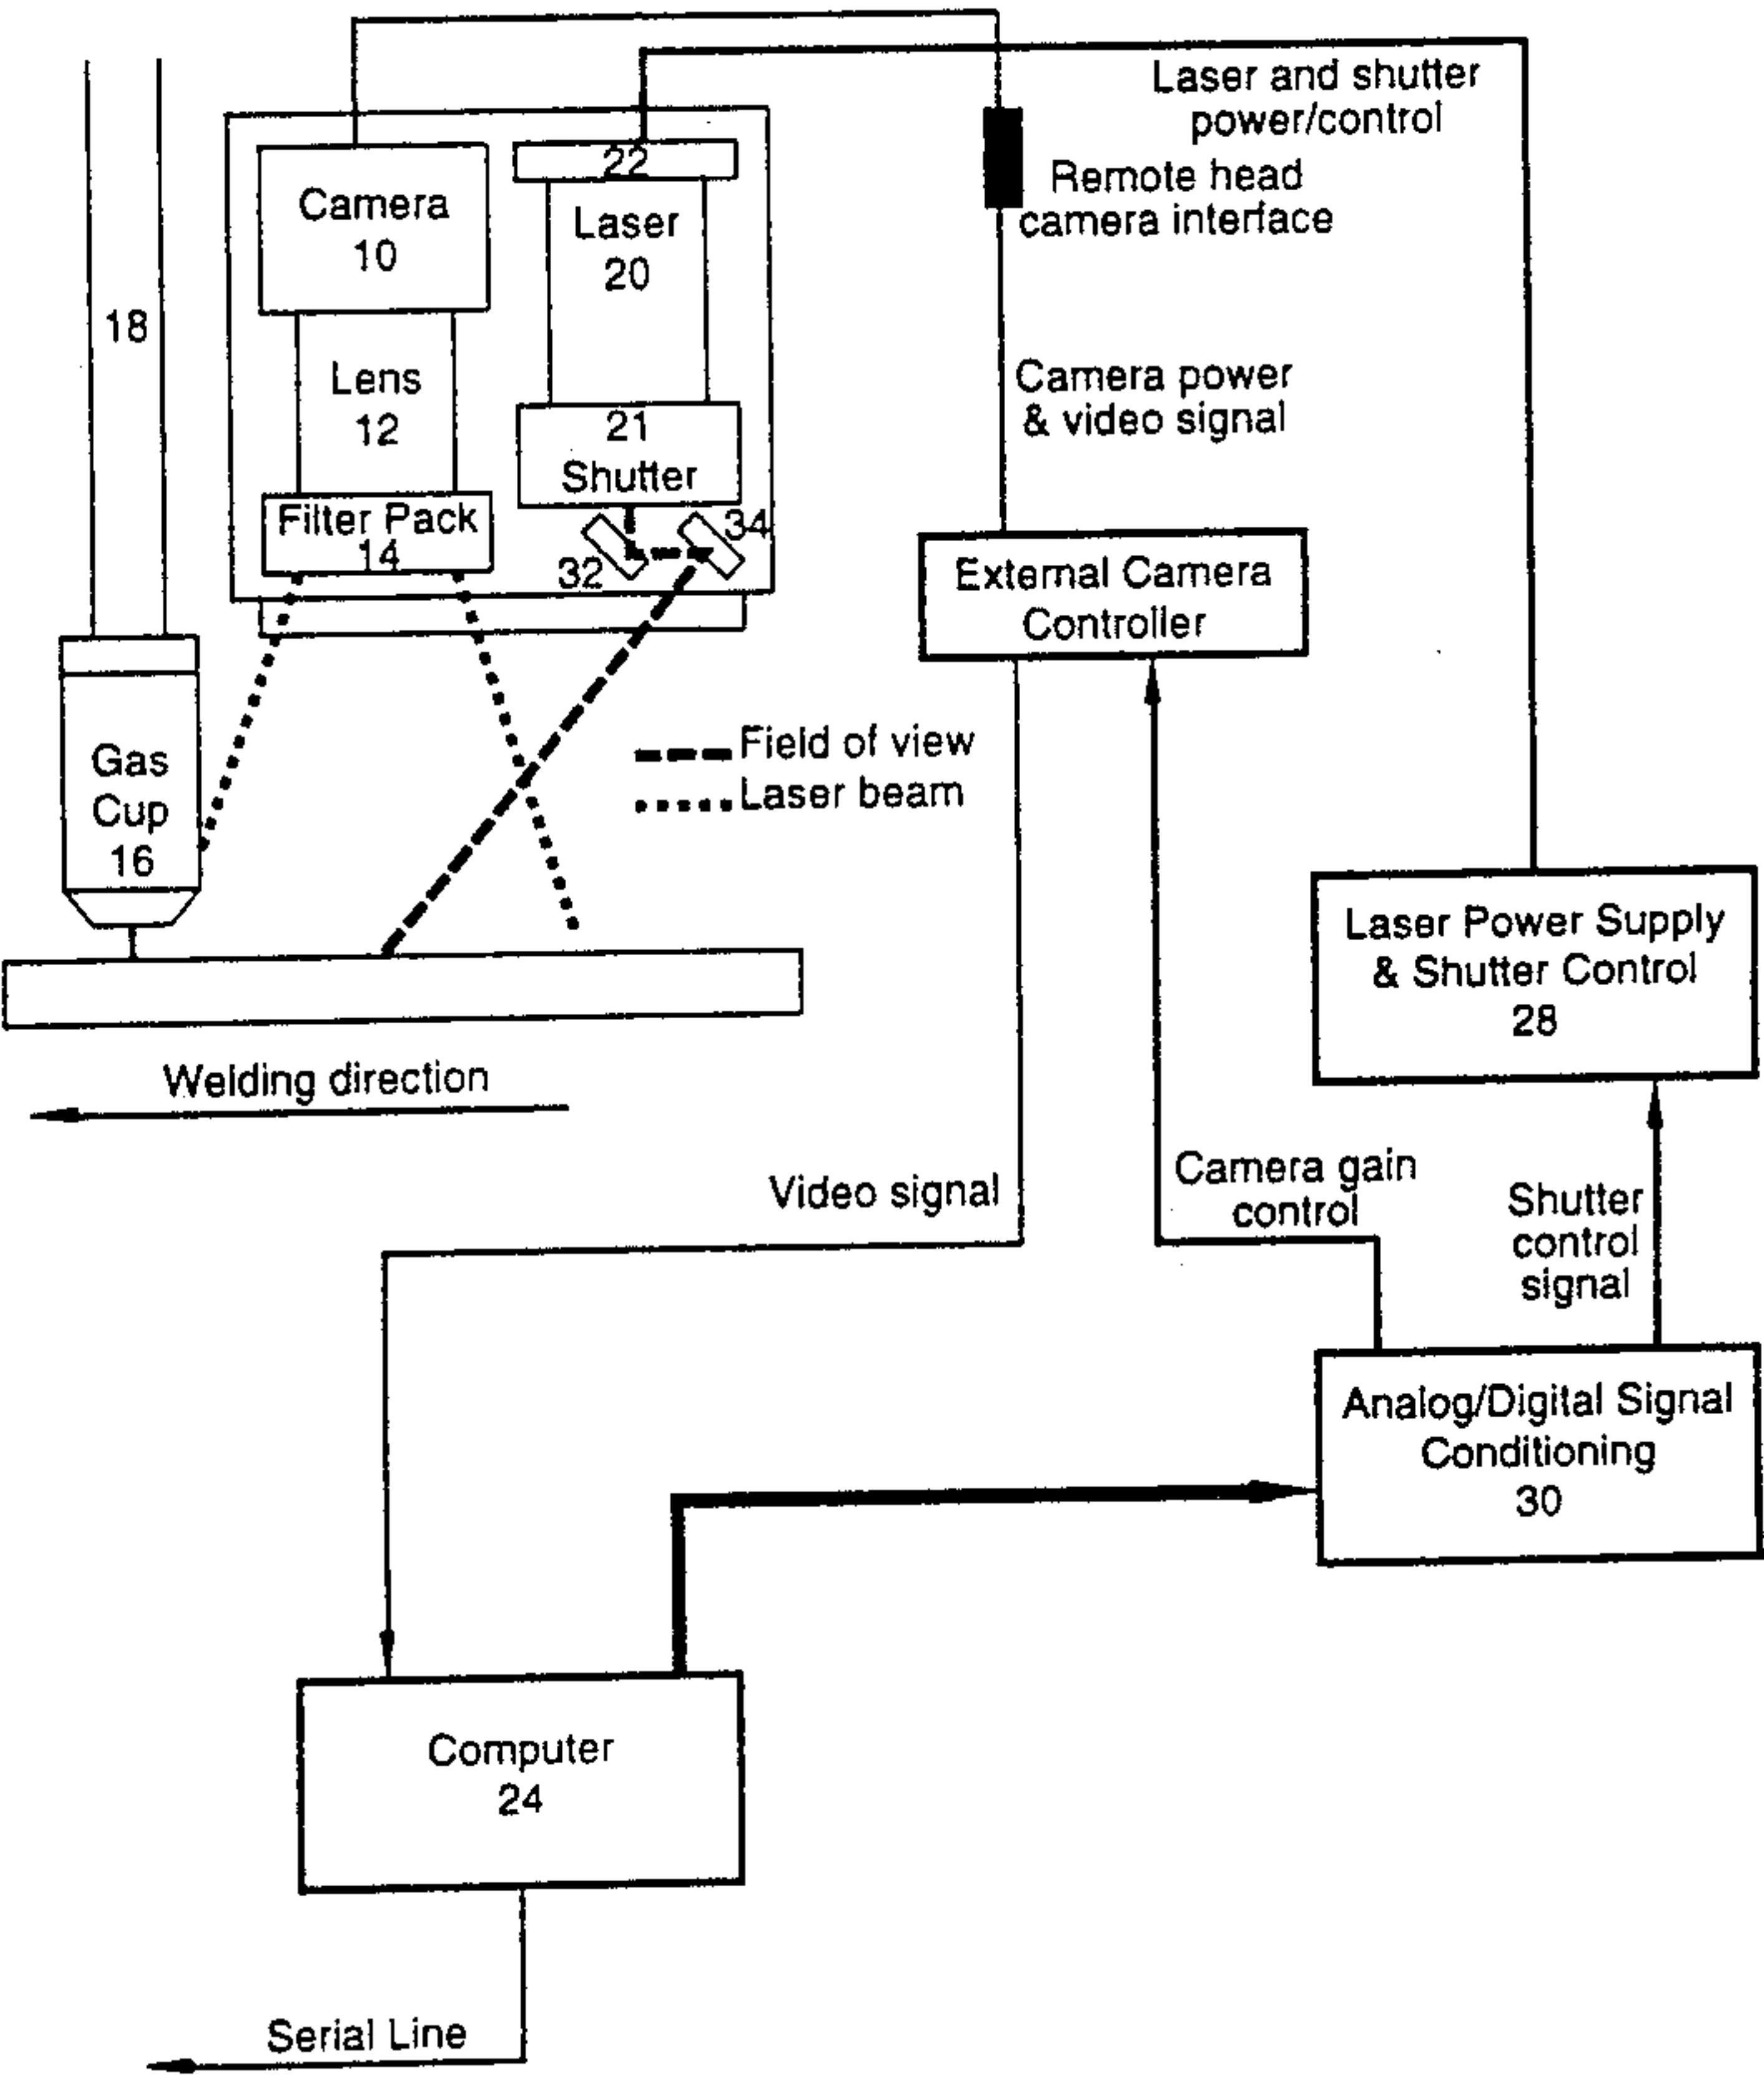 Laser and shutter
power/control
22
Remote head
camera interface
Camera
10
Laser
20
18
Lens
12
Camera power
& video signal
21
Shutter
Filter Pack
14
34
32
External Camera
Controller
Field of view
Laser beam
Gas
Cup
16
Laser Power Supply
& Shutter Control
28
Welding direction
Video signal
Camera gain
control
Shutter
control
signal
Analog/Digital Signal
Conditioning
30
Computer
24
Serial Line